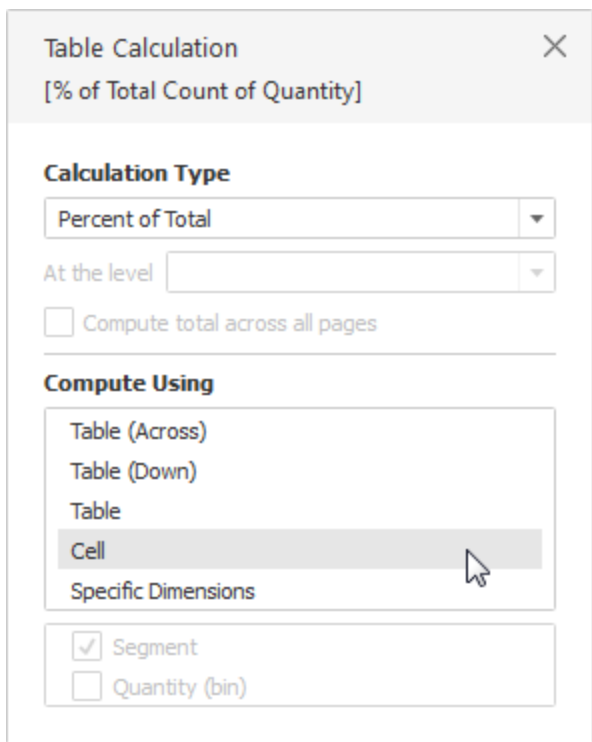 Table Calculation
[% of Total Count of Quantity]
Calculation Type
Percent of Total
At the level
Compute total across all pages
Compute Using
Table (Across)
Table (Down)
Table
Cell
Specific Dimensions
Segment
Quantity (bin)